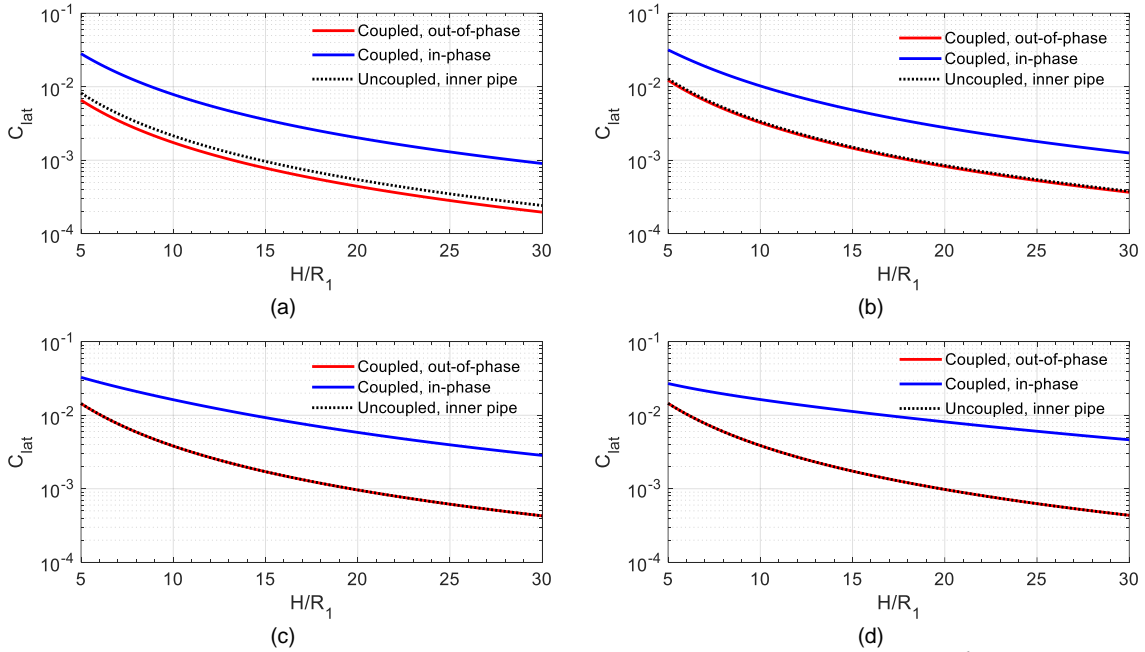 10^-1
10^-2
10^-3
10^-4
C_lat
Coupled, out-of-phase
Coupled, in-phase
Uncoupled, inner pipe
5 10 15 20 25 30
H/R_1
(a)
10^-1
10^-2
10^-3
10^-4
C_lat
Coupled, out-of-phase
Coupled, in-phase
Uncoupled, inner pipe
5 10 15 20 25 30
H/R_1
(b)
10^-1
10^-2
10^-3
10^-4
C_lat
Coupled, out-of-phase
Coupled, in-phase
Uncoupled, inner pipe
5 10 15 20 25 30
H/R_1
(c)
10^-1
10^-2
10^-3
10^-4
C_lat
Coupled, out-of-phase
Coupled, in-phase
Uncoupled, inner pipe
5 10 15 20 25 30
H/R_1
(d)